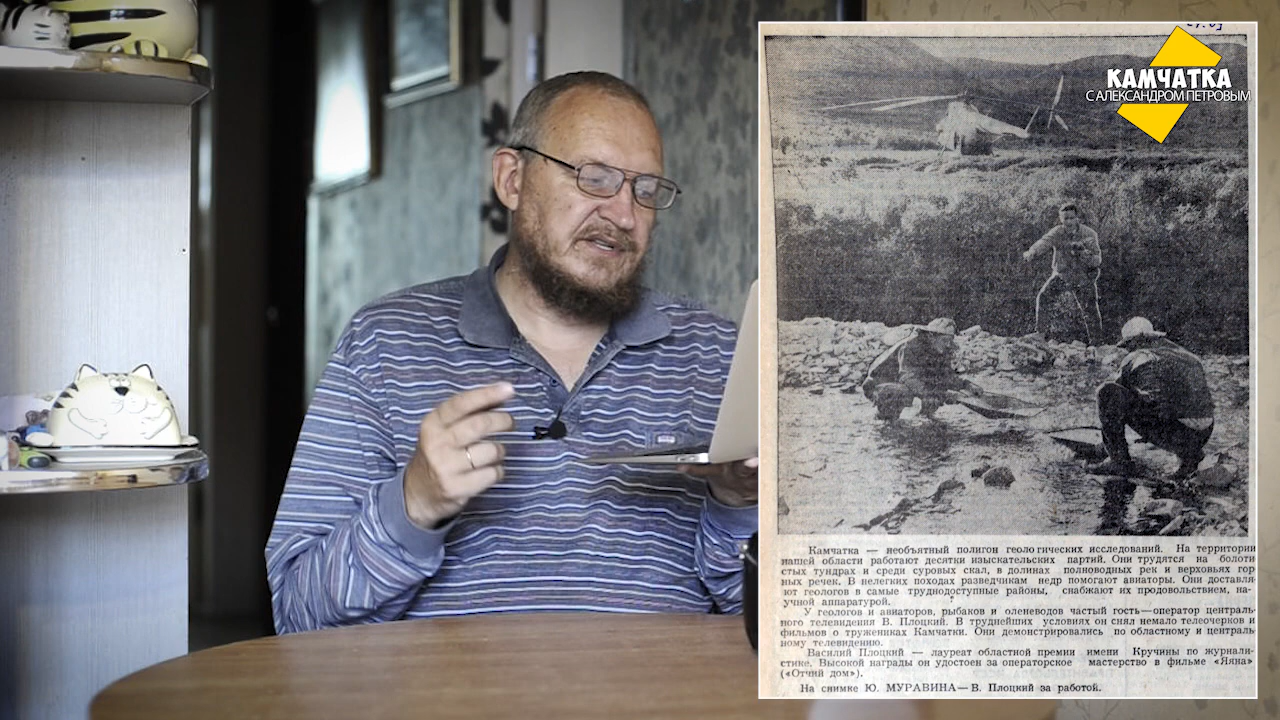 КАМЧАТКА
С АЛЕКСАНДРОМ ПЕТРОВЫМ
Камчатка — необъятный полигон геологических исследований. На территории
нашей области работают десятки изыскательских партий. Они трудятся на болоти
стых тундрах и среди суровых скал, в долинах полноводных рек и верховьях гор
ных речек. В нелегких походах разведчикам недр помогают авиаторы. Они доставля-
ют геологов в самые труднодоступные районы, снабжают их продовольствием, на-
учной аппаратурой.
У геологов и авиаторов, рыбаков и оленеводов частый гость—оператор централь-
ного телевидения В. Плоцкий. В труднейших условиях он снял немало телеочерков и
фильмов о тружениках Камчатки. Они демонстрировались по областному и централь
ному телевидению.
Василий Плоцкий — лауреат областной премии имени Кручины по журнали-
стике. Высокой награды он удостоен за операторское мастерство в фильме «Яяна»
(«Отчий дом»).
На снимке Ю. МУРАВИНА—В. Плоцкий за работой.